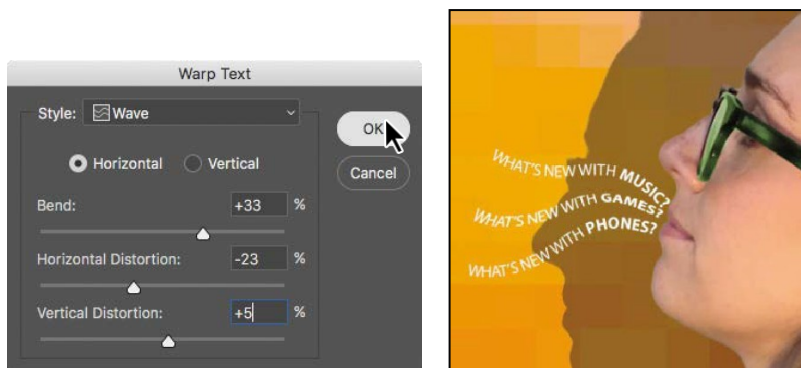 Warp Text
Style: Wave
Horizontal Vertical
Bend: +33 %
Horizontal Distortion: -23 %
Vertical Distortion: +5 %
OK
Cancel
WHAT'S NEW WITH MUSIC?
WHAT'S NEW WITH GAMES?
WHAT'S NEW WITH PHONES?